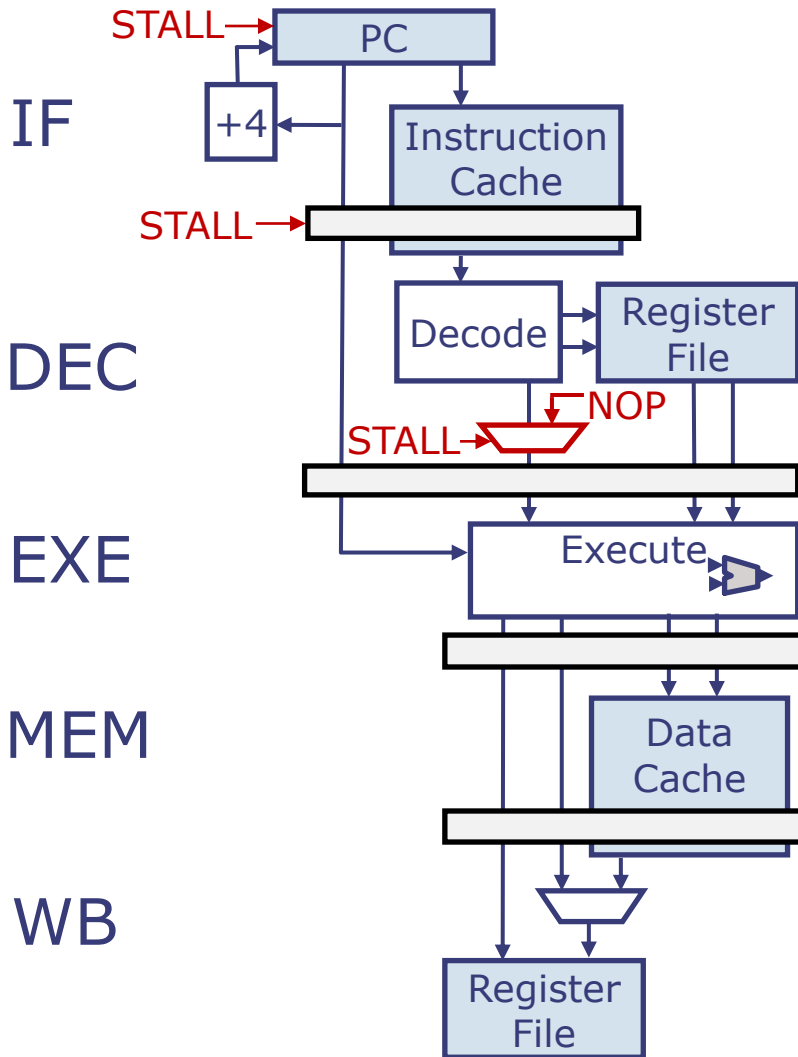 STALL
PC
IF
+4
Instruction
Cache
STALL
Decode
Register
File
DEC
NOP
STALL
EXE
Execute
MEM
Data
Cache
WB
Register
File